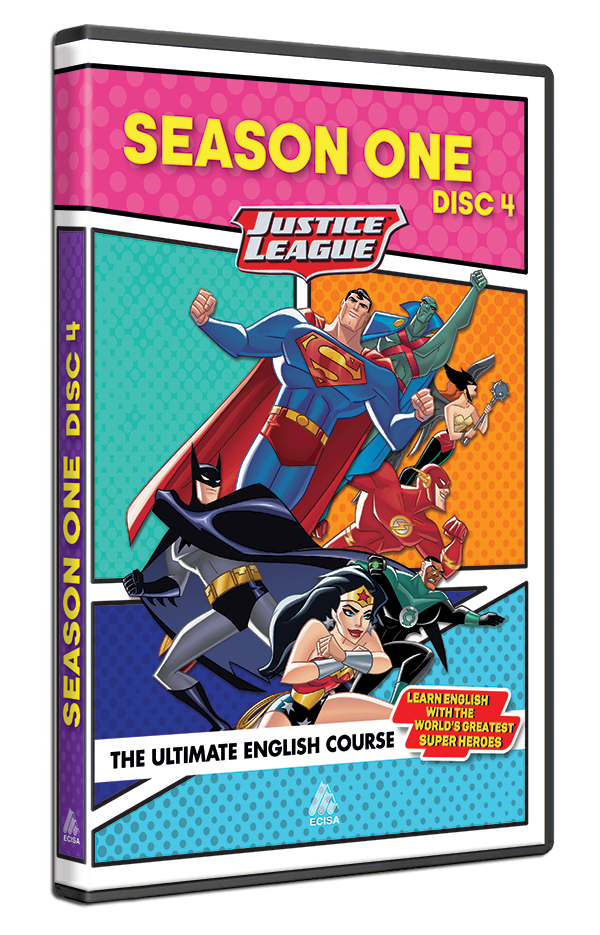 SEASON ONE
DISC 4
JUSTICE
LEAGUE
SEASON ONE DISC 4
LEARN ENGLISH
WITH THE
WORLD'S GREATEST
SUPER HEROES
THE ULTIMATE ENGLISH COURSE
ECISA
ECISA